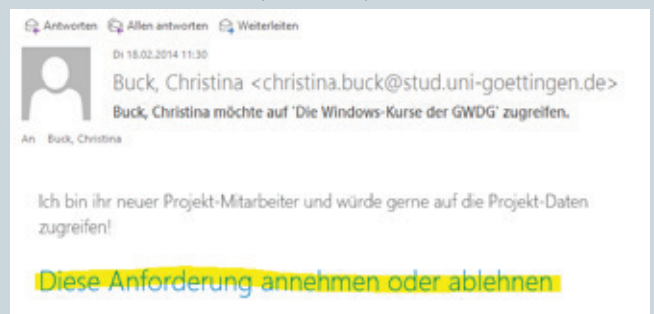 Antworten Allen antworten Weiterleiten
Di 18.02.2014 11:30
Buck, Christina <christina.buck@stud.uni-goettingen.de>
Buck, Christina möchte auf 'Die Windows-Kurse der GWDG' zugreifen.
An Buck, Christina
Ich bin ihr neuer Projekt-Mitarbeiter und würde gerne auf die Projekt-Daten
zugreifen!
Diese Anforderung annehmen oder ablehnen